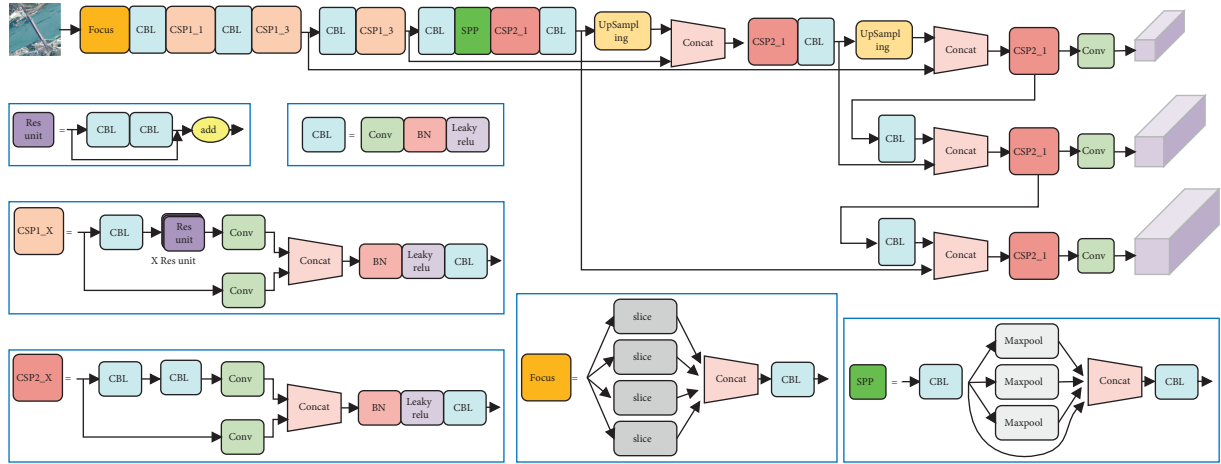 Focus CBL CSP1_1 CBL CSP1_3 CBL CSP1_3 CBL SPP CSP2_1 CBL
UpSampl
ing
Concat CSP2_1 CBL
UpSampl
ing
Concat CSP2_1 Conv
CBL Concat CSP2_1 Conv
CBL Concat CSP2_1 Conv
Res
unit
= CBL CBL add
CBL = Conv BN Leaky
relu
CSP1_X = CBL Res
unit
X Res unit
Conv
Conv
Concat BN Leaky
relu
CBL
CSP2_X = CBL CBL Conv
Conv
Concat BN Leaky
relu
CBL
Focus =
slice
slice
slice
slice
Concat CBL
SPP = CBL
Maxpool
Maxpool
Maxpool
Concat CBL